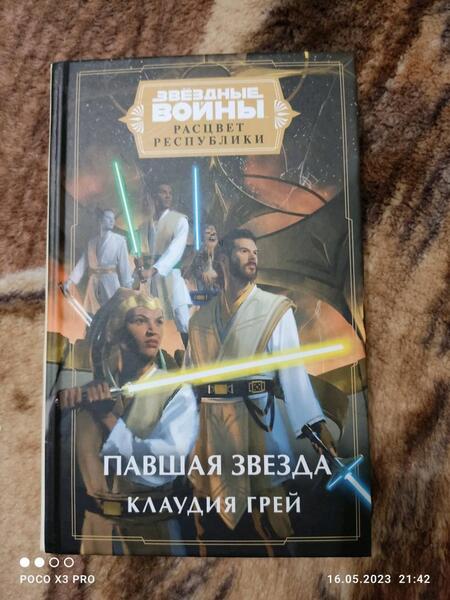 ЗВЁЗДНЫЕ
ВОЙНЫ
РАСЦВЕТ
РЕСПУБЛИКИ
ПАВШАЯ ЗВЕЗДА
КЛАУДИЯ ГРЕЙ
POCO X3 PRO
16.05.2023 21:42